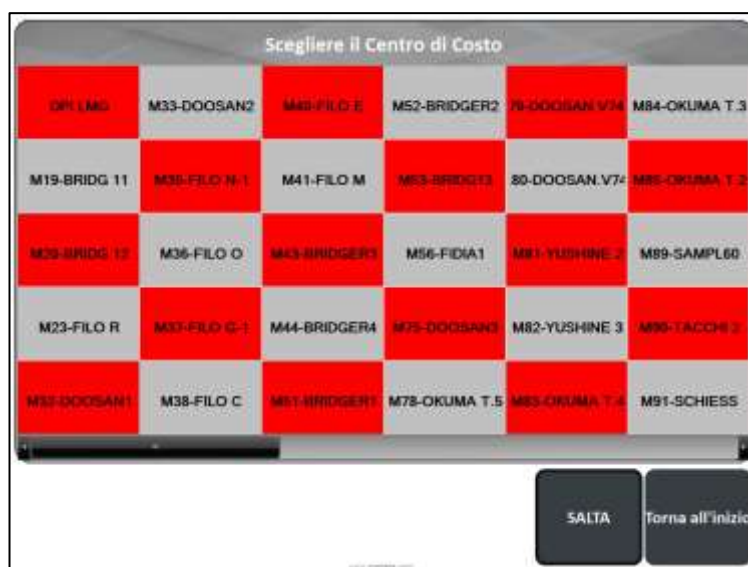 Scegliere il Centro di Costo
OPI LMG M33-DOOSAN2 M40-FILO E M52-BRIDGER2 79-DOOSAN.V74 M84-OKUMA T.3
M19-BRIDG 11 M35-FILO N-1 M41-FILO M M53-BRIDG13 80-DOOSAN.V74 M85-OKUMA T.2
M20-BRIDG 12 M36-FILO O M43-BRIDGER3 M56-FIDIA1 M81-YUSHINE 2 M89-SAMPL60
M23-FILO R M37-FILO G-1 M44-BRIDGER4 M75-DOOSAN3 M82-YUSHINE 3 M90-TACCHI 2
M32-DOOSAN1 M38-FILO C M51-BRIDGER1 M78-OKUMA T.5 M83-OKUMA T.4 M91-SCHIESS
SALTA Torna all'inizio